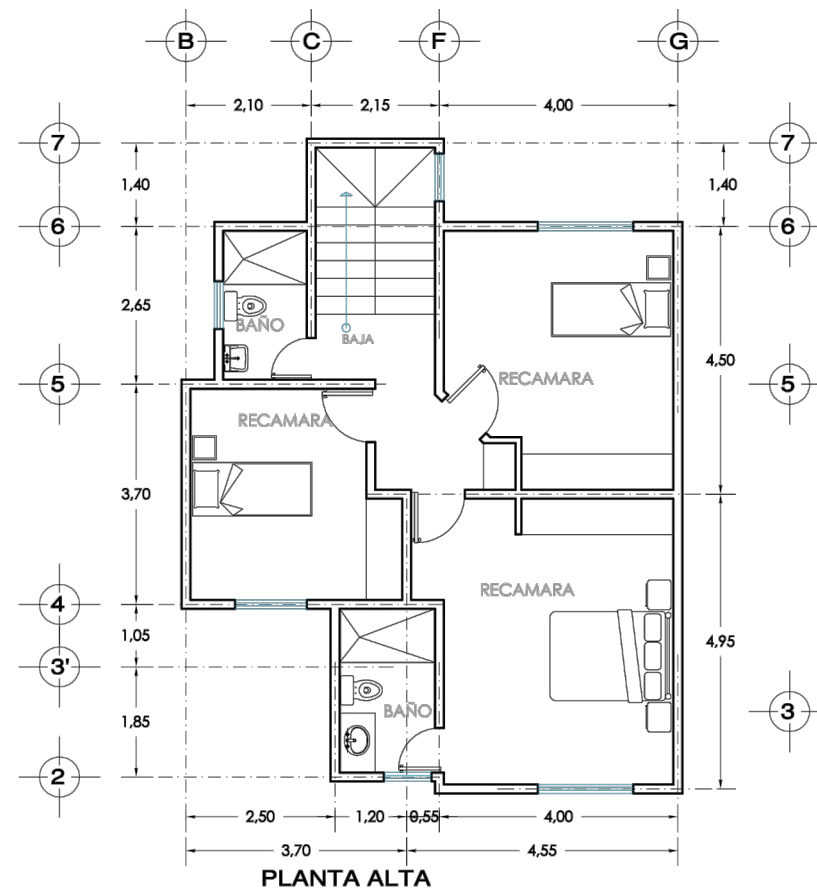 B C F G
2,10 2,15 4,00
7 7
1,40 1,40
6 6
2,65
BAÑO
BAJA
4,50
5 5
RECAMARA
RECAMARA
3,70
RECAMARA
4
1,05
4,95
3'
BAÑO
3
1,85
2
2,50 1,20 0,55 4,00
3,70 4,55
PLANTA ALTA